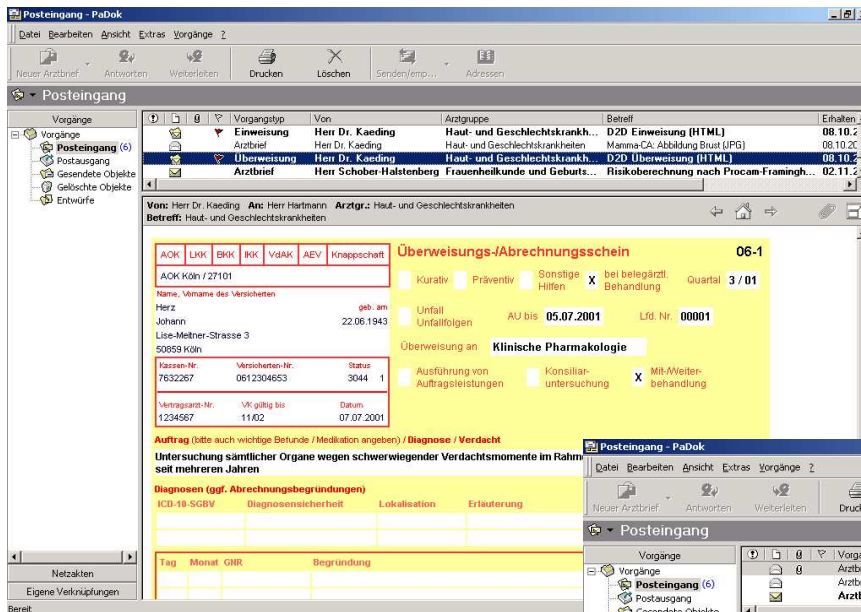 Posteingang - PaDok
Datei Bearbeiten Ansicht Extras Vorgänge ?
Neuer Arztbrief Antworten Weiterleiten Drucken Löschen Senden/emp... Adressen
Posteingang
Vorgänge
Vorgänge
Posteingang (6)
Postausgang
Gesendete Objekte
Gelöschte Objekte
Entwürfe
Netzakten
Eigene Verknüpfungen
Bereit
Vorgangstyp Von Arztgruppe Betreff Erhalten
Einweisung Herr Dr. Kaeding Haut- und Geschlechtskrankh... D2D Einweisung (HTML) 08.10.2
Arztbrief Herr Dr. Kaeding Haut- und Geschlechtskrankheiten Mamma-CA: Abbildung Brust (JPG) 08.10.20
Überweisung Herr Dr. Kaeding Haut- und Geschlechtskrankh... D2D Überweisung (HTML) 08.10.2
Arztbrief Herr Schober-Halstenberg Frauenheilkunde und Geburts... Risikoberechnung nach Procam-Framingh... 02.11.2
Von: Herr Dr. Kaeding An: Herr Hartmann Arztgr.: Haut- und Geschlechtskrankheiten
Betreff: Haut- und Geschlechtskrankheiten
AOK LKK BKK IKK VdAK AEV Knappschaft
AOK Köln / 27101
Name, Vorname des Versicherten
Herz geb. am
Johann 22.06.1943
Lise-Meitner-Strasse 3
50859 Köln
Kassen-Nr. Versicherten-Nr. Status
7632267 0612304653 3044 1
Vertragsarzt-Nr. VK gültig bis Datum
1234567 11/02 07.07.2001
Überweisungs-/Abrechnungsschein 06-1
Kurativ Präventiv Sonstige Hilfen X bei belegärztl. Behandlung Quartal 3 / 01
Unfall Unfallfolgen AU bis 05.07.2001 Lfd. Nr. 00001
Überweisung an Klinische Pharmakologie
Ausführung von Auftragsleistungen Konsiliar-untersuchung X Mit-/Weiter-behandlung
Auftrag (bitte auch wichtige Befunde / Medikation angeben) / Diagnose / Verdacht
Untersuchung sämtlicher Organe wegen schwerwiegender Verdachtsmomente im Rahm
seit mehreren Jahren
Diagnosen (ggf. Abrechnungsbegründungen)
ICD-10-SGBV Diagnosensicherheit Lokalisation Erläuterung
Tag Monat GNR Begründung
Posteingang - PaDok
Datei Bearbeiten Ansicht Extras Vorgänge ?
Neuer Arztbrief Antworten Weiterleiten Druck
Posteingang
Vorgänge
Vorgänge
Posteingang (6)
Postausgang
Gesendete Objekte
Vorga
Arztb
Arztb
Arztb